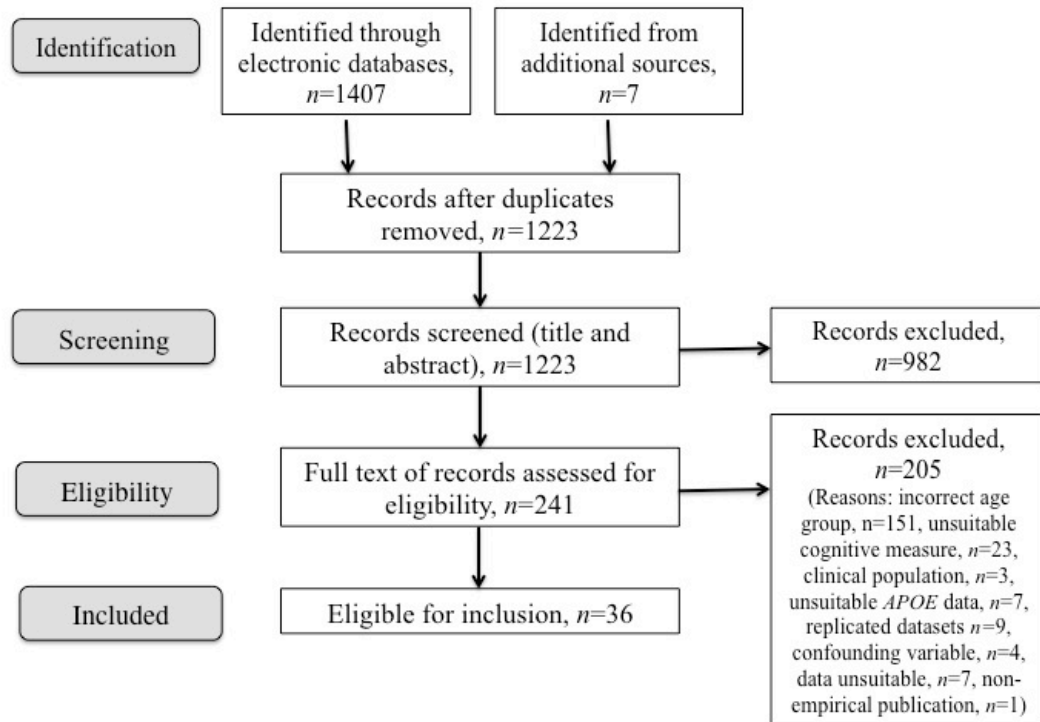 Identification
Identified through
electronic databases,
n=1407
Identified from
additional sources,
n=7
Records after duplicates
removed, n=1223
Screening
Records screened (title and
abstract), n=1223
Records excluded,
n=982
Eligibility
Full text of records assessed for
eligibility, n=241
Records excluded,
n=205
(Reasons: incorrect age
group, n=151, unsuitable
cognitive measure, n=23,
clinical population, n=3,
unsuitable APOE data, n=7,
replicated datasets n=9,
confounding variable, n=4,
data unsuitable, n=7, non-
empirical publication, n=1)
Included
Eligible for inclusion, n=36